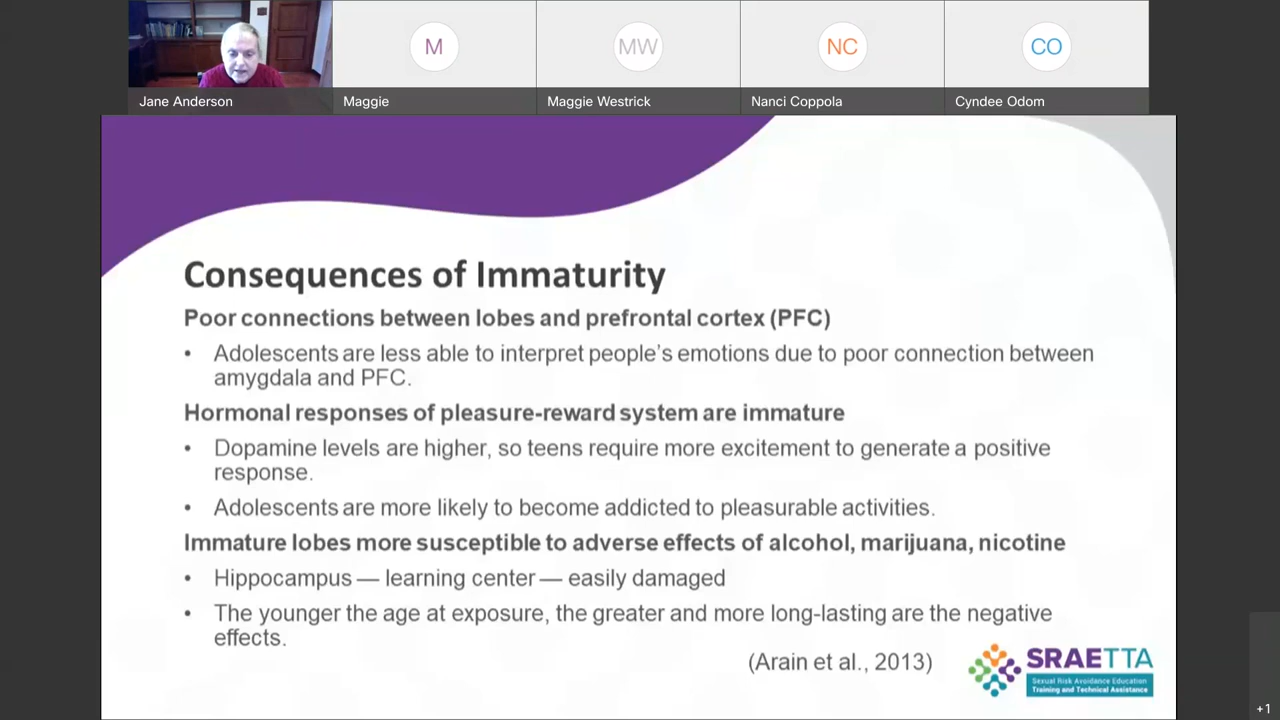 M
MW
NC
CO
Jane Anderson
Maggie
Maggie Westrick
Nanci Coppola
Cyndee Odom
Consequences of Immaturity
Poor connections between lobes and prefrontal cortex (PFC)
• Adolescents are less able to interpret people's emotions due to poor connection between
amygdala and PFC.
Hormonal responses of pleasure-reward system are immature
• Dopamine levels are higher, so teens require more excitement to generate a positive
response.
• Adolescents are more likely to become addicted to pleasurable activities.
Immature lobes more susceptible to adverse effects of alcohol, marijuana, nicotine
• Hippocampus — learning center — easily damaged
• The younger the age at exposure, the greater and more long-lasting are the negative
effects.
(Arain et al., 2013)
SRAETTA
Sexual Risk Avoidance Education
Training and Technical Assistance
+1